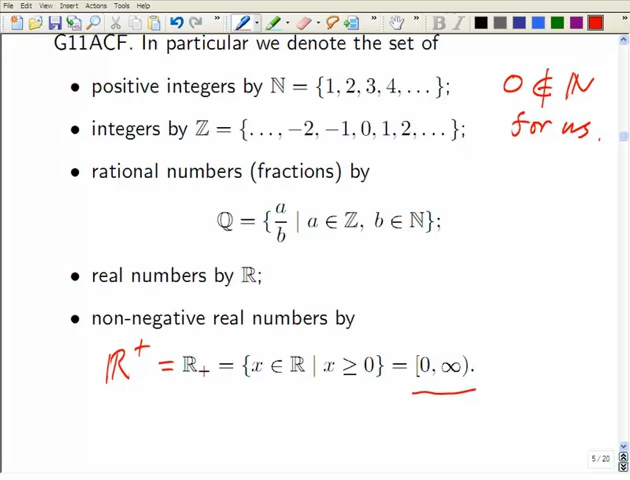 File Edit View Insert Actions Tools Help
G11ACF. In particular we denote the set of
• positive integers by ℕ = {1, 2, 3, 4, . . . };
0 ∉ ℕ
• integers by ℤ = {. . . , −2, −1, 0, 1, 2, . . . };
for us.
• rational numbers (fractions) by
ℚ = {a/b | a ∈ ℤ, b ∈ ℕ};
• real numbers by ℝ;
• non-negative real numbers by
ℝ⁺ = ℝ₊ = {x ∈ ℝ | x ≥ 0} = [0, ∞).
5 / 20